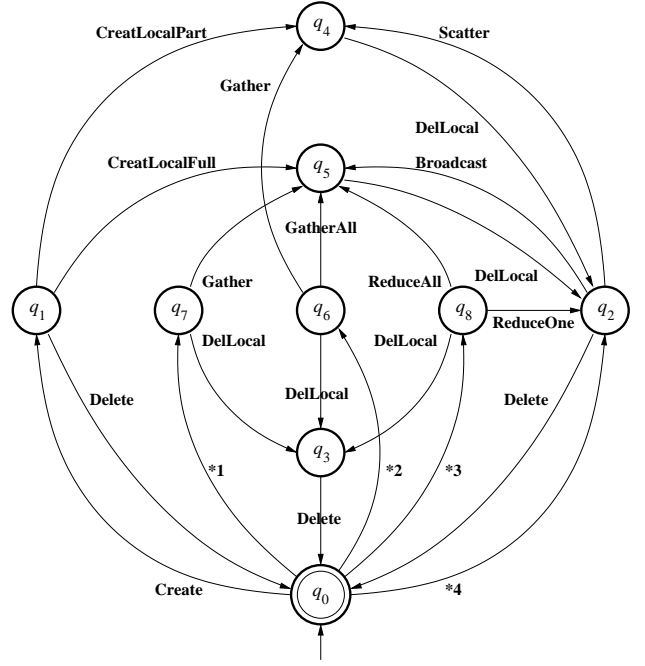 q4
CreatLocalPart
Scatter
Gather
DelLocal
CreatLocalFull
Broadcast
q5
GatherAll
Gather
ReduceAll
DelLocal
q1
q7
q6
q8
q2
ReduceOne
DelLocal
DelLocal
DelLocal
Delete
Delete
q3
*1
*2
*3
Delete
Create
*4
q0